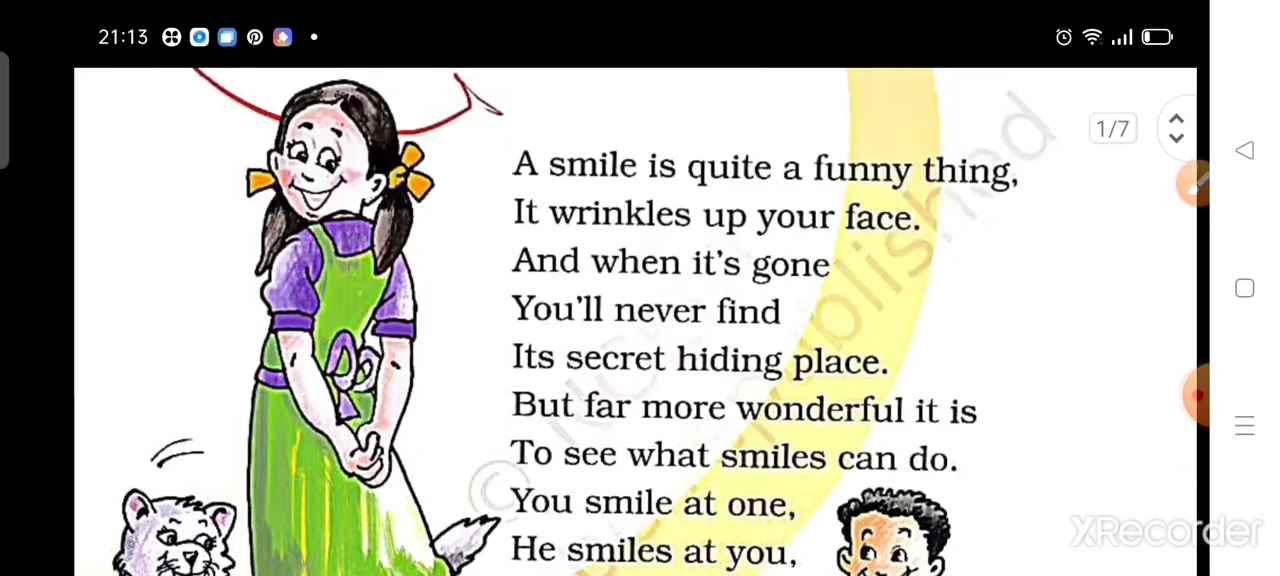 21:13
1/7
A smile is quite a funny thing,
It wrinkles up your face.
And when it's gone
You'll never find
Its secret hiding place.
But far more wonderful it is
To see what smiles can do.
You smile at one,
He smiles at you,
©
XRecorder